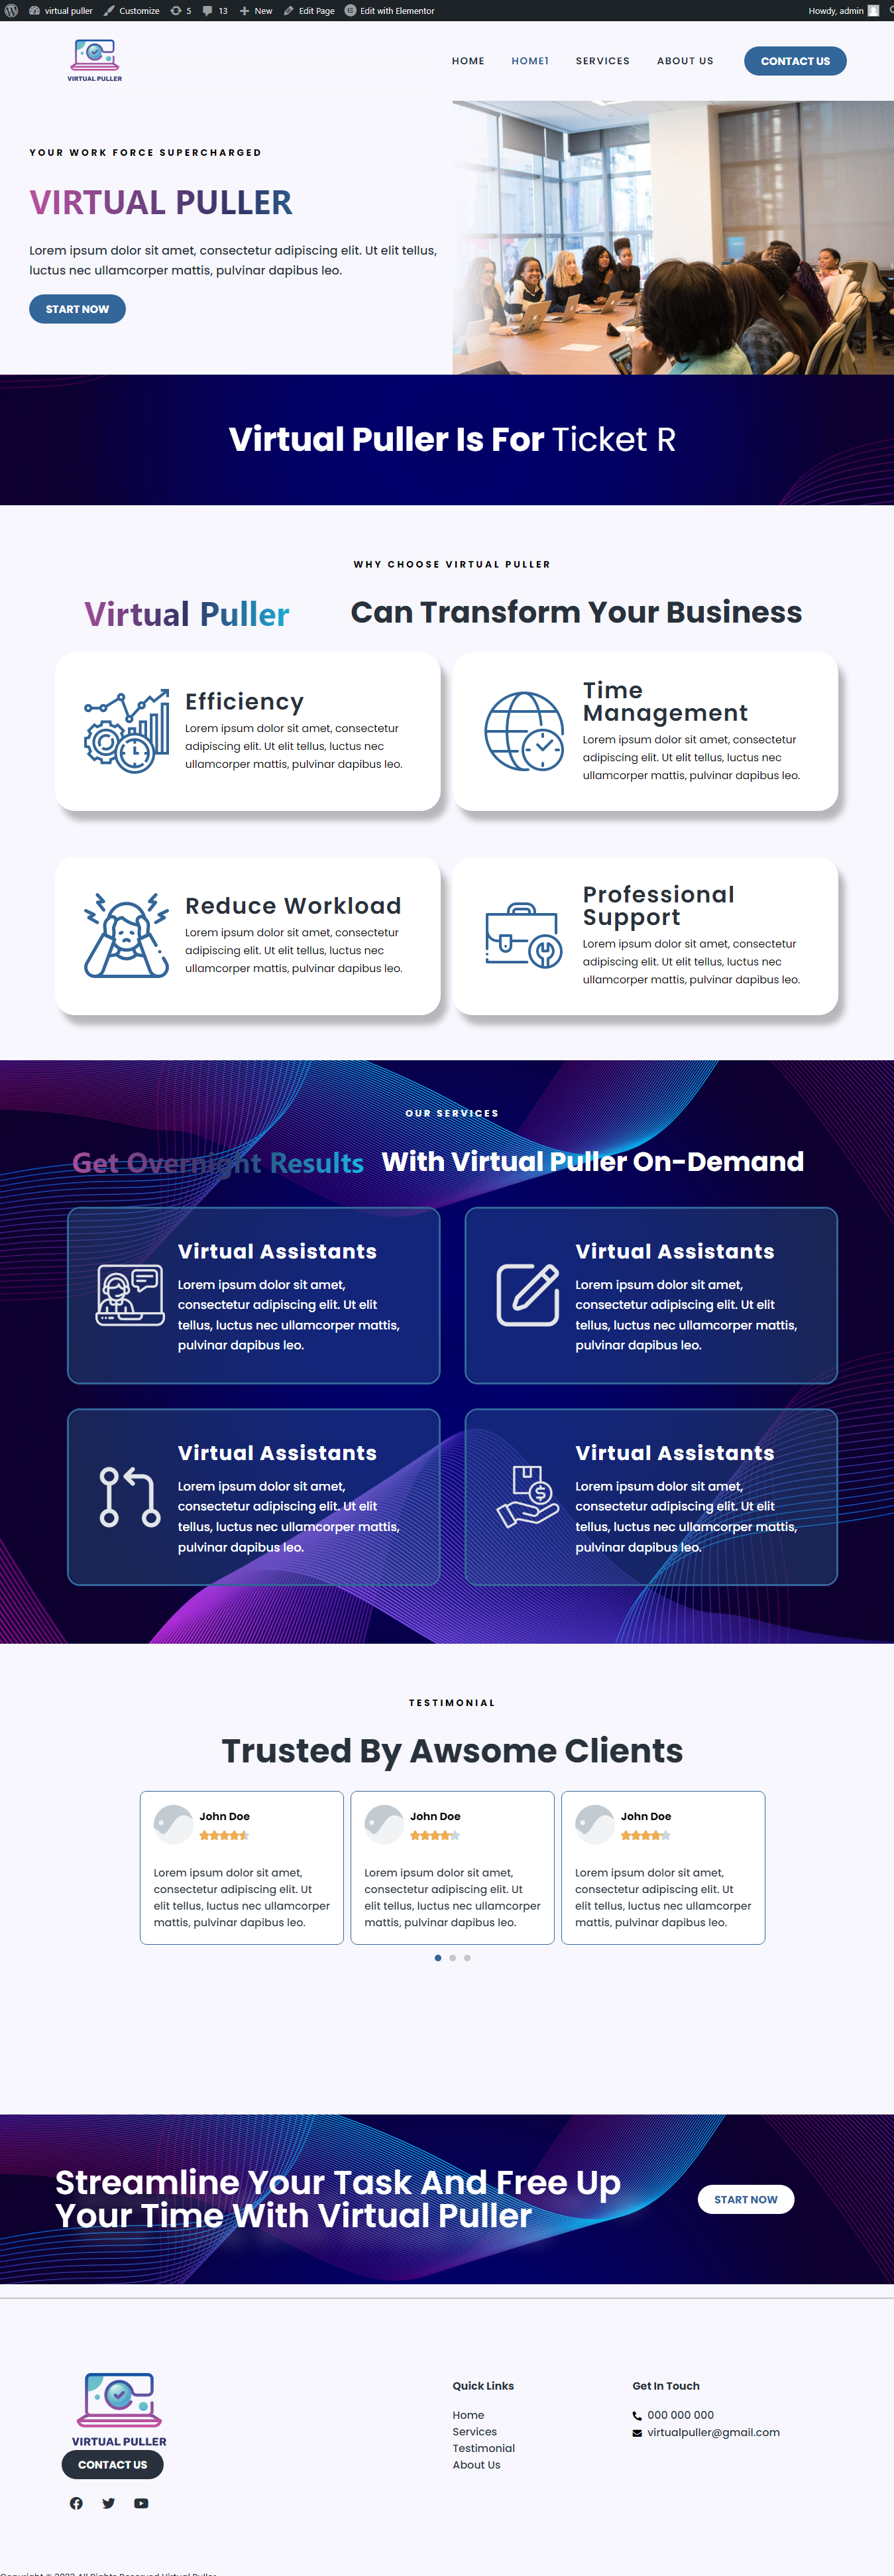 virtual puller Customize 5 13 New Edit Page Edit with Elementor Howdy, admin
VIRTUAL PULLER
HOME HOME1 SERVICES ABOUT US CONTACT US
YOUR WORK FORCE SUPERCHARGED
VIRTUAL PULLER
Lorem ipsum dolor sit amet, consectetur adipiscing elit. Ut elit tellus,
luctus nec ullamcorper mattis, pulvinar dapibus leo.
START NOW
Virtual Puller Is For Ticket R
WHY CHOOSE VIRTUAL PULLER
Virtual Puller Can Transform Your Business
Efficiency
Lorem ipsum dolor sit amet, consectetur
adipiscing elit. Ut elit tellus, luctus nec
ullamcorper mattis, pulvinar dapibus leo.
Time
Management
Lorem ipsum dolor sit amet, consectetur
adipiscing elit. Ut elit tellus, luctus nec
ullamcorper mattis, pulvinar dapibus leo.
Reduce Workload
Lorem ipsum dolor sit amet, consectetur
adipiscing elit. Ut elit tellus, luctus nec
ullamcorper mattis, pulvinar dapibus leo.
Professional
Support
Lorem ipsum dolor sit amet, consectetur
adipiscing elit. Ut elit tellus, luctus nec
ullamcorper mattis, pulvinar dapibus leo.
OUR SERVICES
Get Overnight Results With Virtual Puller On-Demand
Virtual Assistants
Lorem ipsum dolor sit amet,
consectetur adipiscing elit. Ut elit
tellus, luctus nec ullamcorper mattis,
pulvinar dapibus leo.
Virtual Assistants
Lorem ipsum dolor sit amet,
consectetur adipiscing elit. Ut elit
tellus, luctus nec ullamcorper mattis,
pulvinar dapibus leo.
Virtual Assistants
Lorem ipsum dolor sit amet,
consectetur adipiscing elit. Ut elit
tellus, luctus nec ullamcorper mattis,
pulvinar dapibus leo.
Virtual Assistants
Lorem ipsum dolor sit amet,
consectetur adipiscing elit. Ut elit
tellus, luctus nec ullamcorper mattis,
pulvinar dapibus leo.
TESTIMONIAL
Trusted By Awsome Clients
John Doe
Lorem ipsum dolor sit amet,
consectetur adipiscing elit. Ut
elit tellus, luctus nec ullamcorper
mattis, pulvinar dapibus leo.
John Doe
Lorem ipsum dolor sit amet,
consectetur adipiscing elit. Ut
elit tellus, luctus nec ullamcorper
mattis, pulvinar dapibus leo.
John Doe
Lorem ipsum dolor sit amet,
consectetur adipiscing elit. Ut
elit tellus, luctus nec ullamcorper
mattis, pulvinar dapibus leo.
Streamline Your Task And Free Up
Your Time With Virtual Puller
START NOW
VIRTUAL PULLER
CONTACT US
Quick Links
Home
Services
Testimonial
About Us
Get In Touch
000 000 000
virtualpuller@gmail.com
Copyright © 2023 All Rights Reserved Virtual Puller